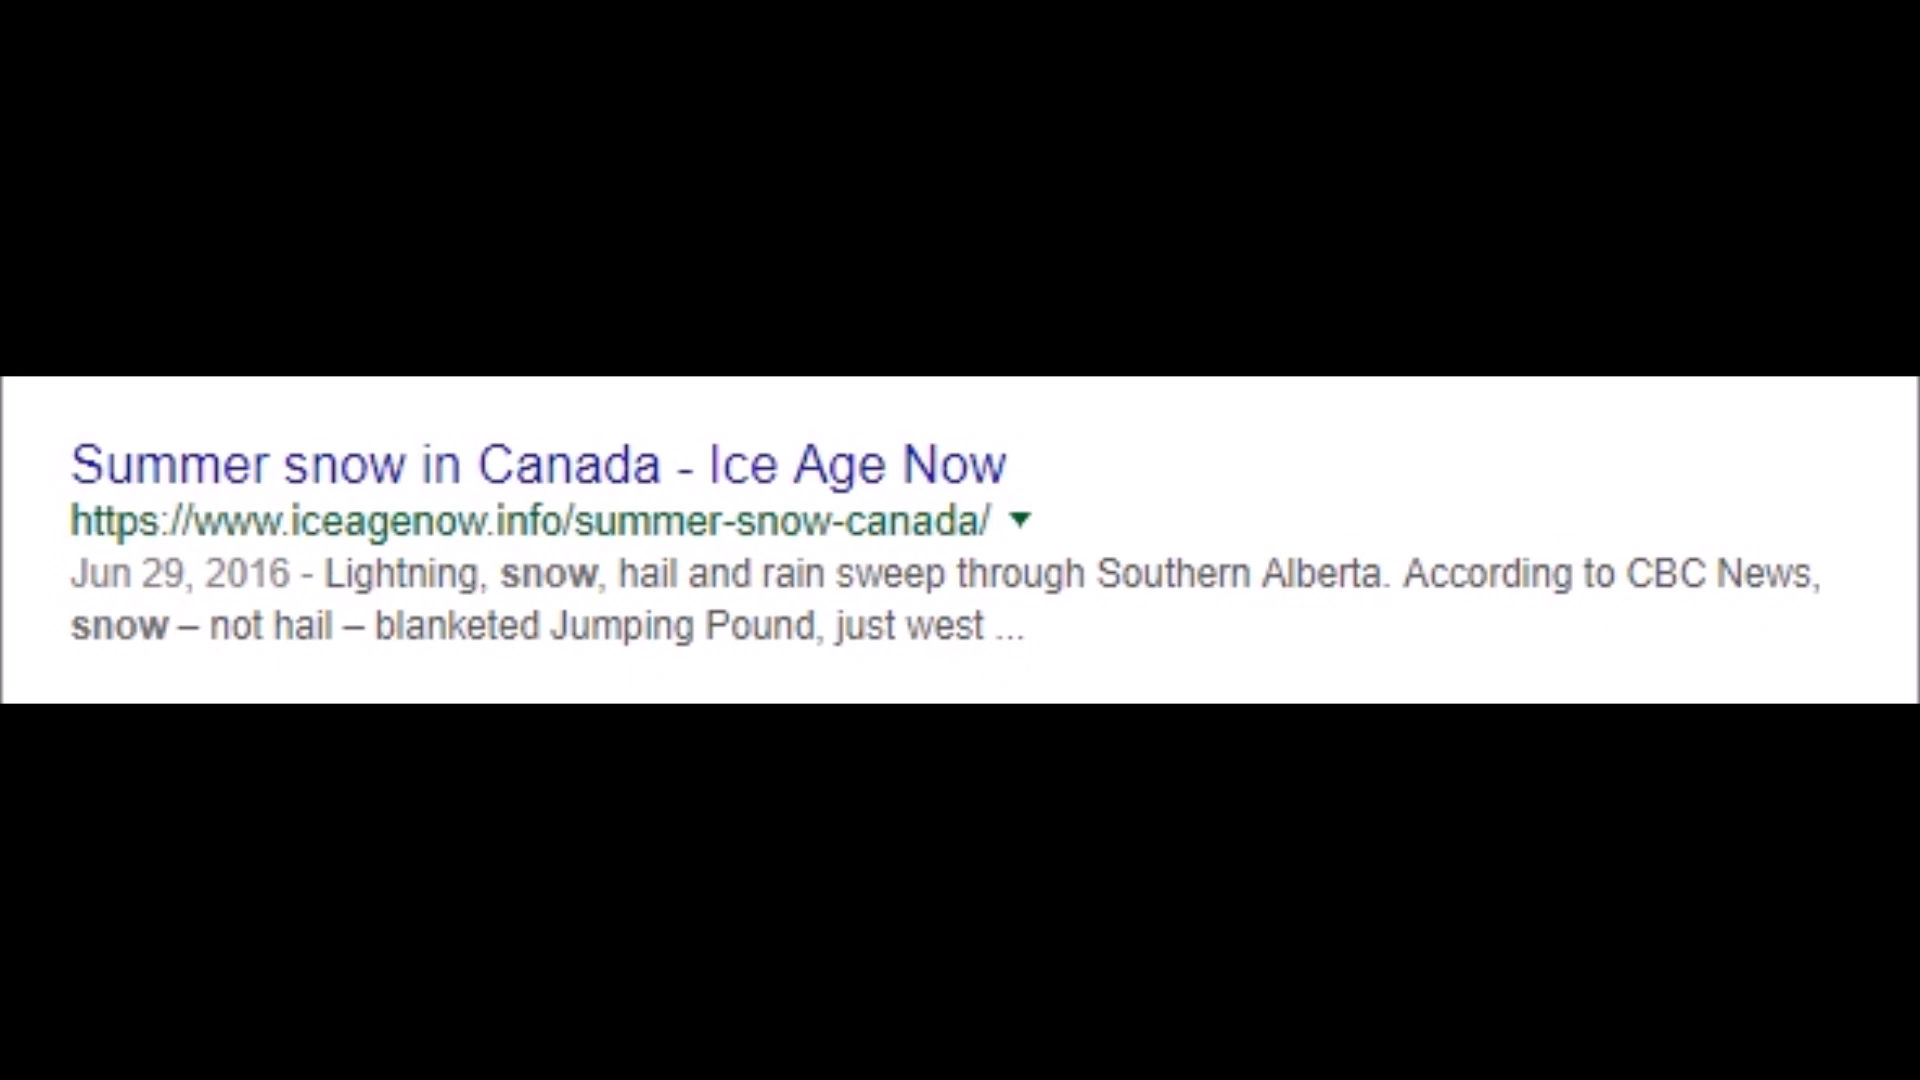 Summer snow in Canada - Ice Age Now
https://www.iceagenow.info/summer-snow-canada/ ▼
Jun 29, 2016 - Lightning, snow, hail and rain sweep through Southern Alberta. According to CBC News,
snow – not hail – blanketed Jumping Pound, just west ...